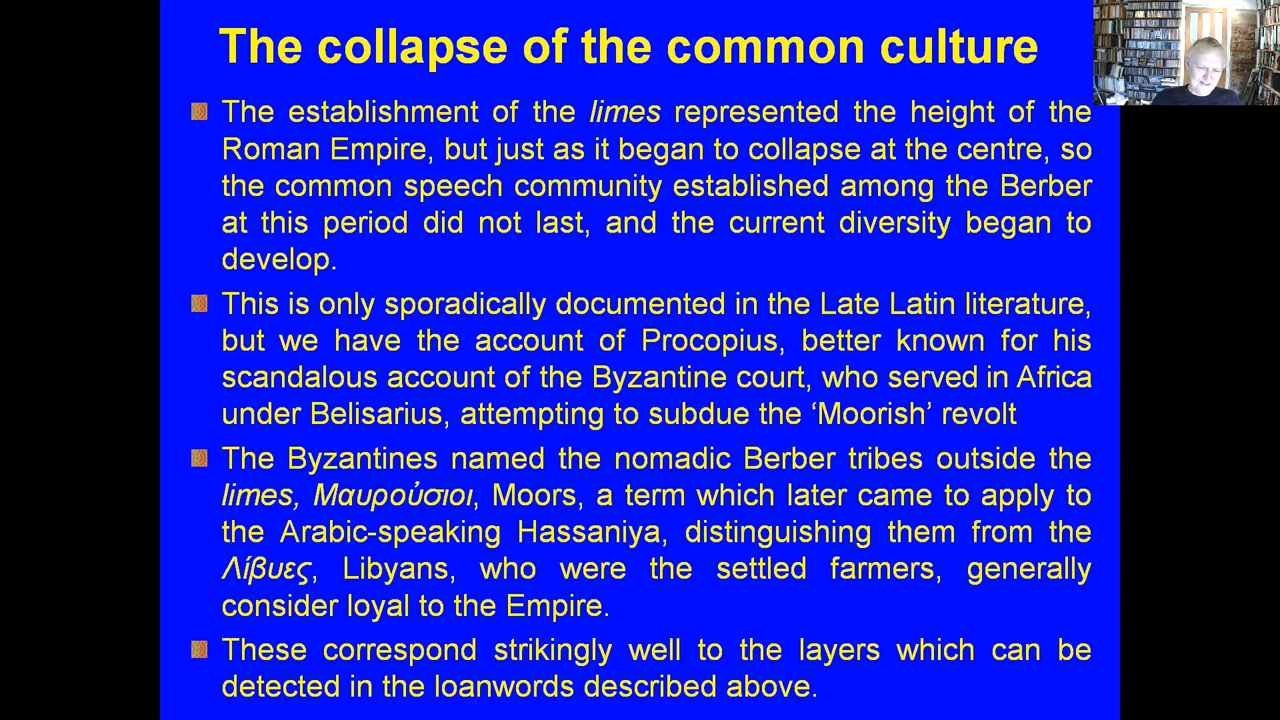 The collapse of the common culture
The establishment of the limes represented the height of the
Roman Empire, but just as it began to collapse at the centre, so
the common speech community established among the Berber
at this period did not last, and the current diversity began to
develop.
This is only sporadically documented in the Late Latin literature,
but we have the account of Procopius, better known for his
scandalous account of the Byzantine court, who served in Africa
under Belisarius, attempting to subdue the ‘Moorish’ revolt
The Byzantines named the nomadic Berber tribes outside the
limes, Μαυροὐσιοι, Moors, a term which later came to apply to
the Arabic-speaking Hassaniya, distinguishing them from the
Λίβυες, Libyans, who were the settled farmers, generally
consider loyal to the Empire.
These correspond strikingly well to the layers which can be
detected in the loanwords described above.